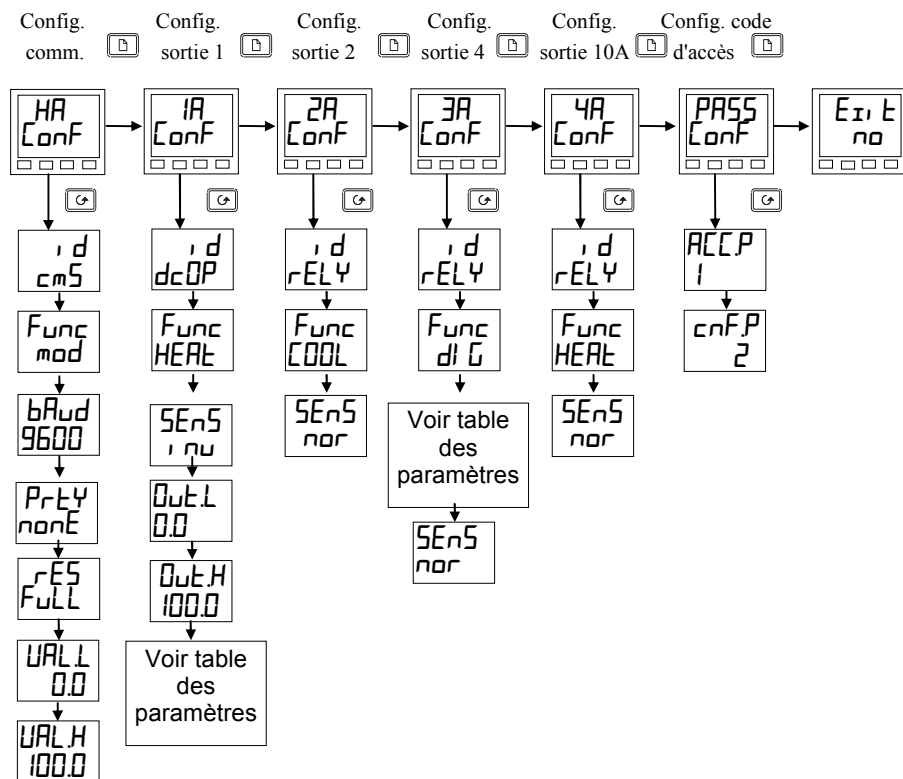 Config. comm.
Config. sortie 1
Config. sortie 2
Config. sortie 4
Config. sortie 10A
Config. code d'accès
HA
ConF
1A
ConF
2A
ConF
3A
ConF
4A
ConF
PASS
ConF
Exit
no
id
cmS
Func
mod
bAud
9600
PrtY
nonE
rES
FuLL
VAL.L
0.0
VAL.H
100.0
id
dcOP
Func
HEAt
SEnS
inv
Out.L
0.0
Out.H
100.0
Voir table
des
paramètres
id
rELY
Func
COOL
SEnS
nor
id
rELY
Func
diG
Voir table
des
paramètres
SEnS
nor
id
rELY
Func
HEAt
SEnS
nor
ACC.P
1
cnF.P
2